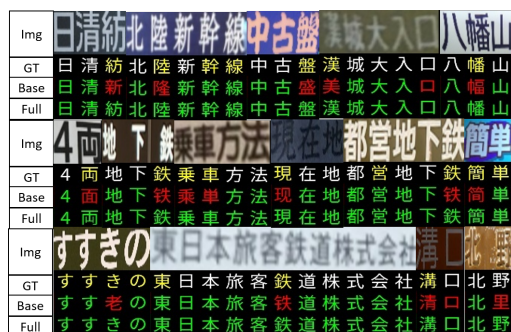 Img 日清紡 北陸新幹線 中古盤 漢城大入口 八幡山
GT 日清紡北陸新幹線中古盤漢城大入口八幡山
Base 日清新北隆新幹線中古盛美城大入口八幅山
Full 日清紡北陸新幹線中古盤漢城大入口八幡山
Img 4両 地下鉄 乗車方法 現在地 都営地下鉄 簡単
GT 4両地下鉄乗車方法現在地都営地下鉄簡単
Base 4面地下铁乗単方法现在地都営地下铁简単
Full 4両地下鉄乗車方法現在地都営地下鉄簡単
Img すすきの 東日本旅客鉄道株式会社 溝口 北野
GT すすきの東日本旅客鉄道株式会社溝口北野
Base すす老の東日本旅客铁道株式会社清口北里
Full すすきの東日本旅客鉄道株式会社溝口北野